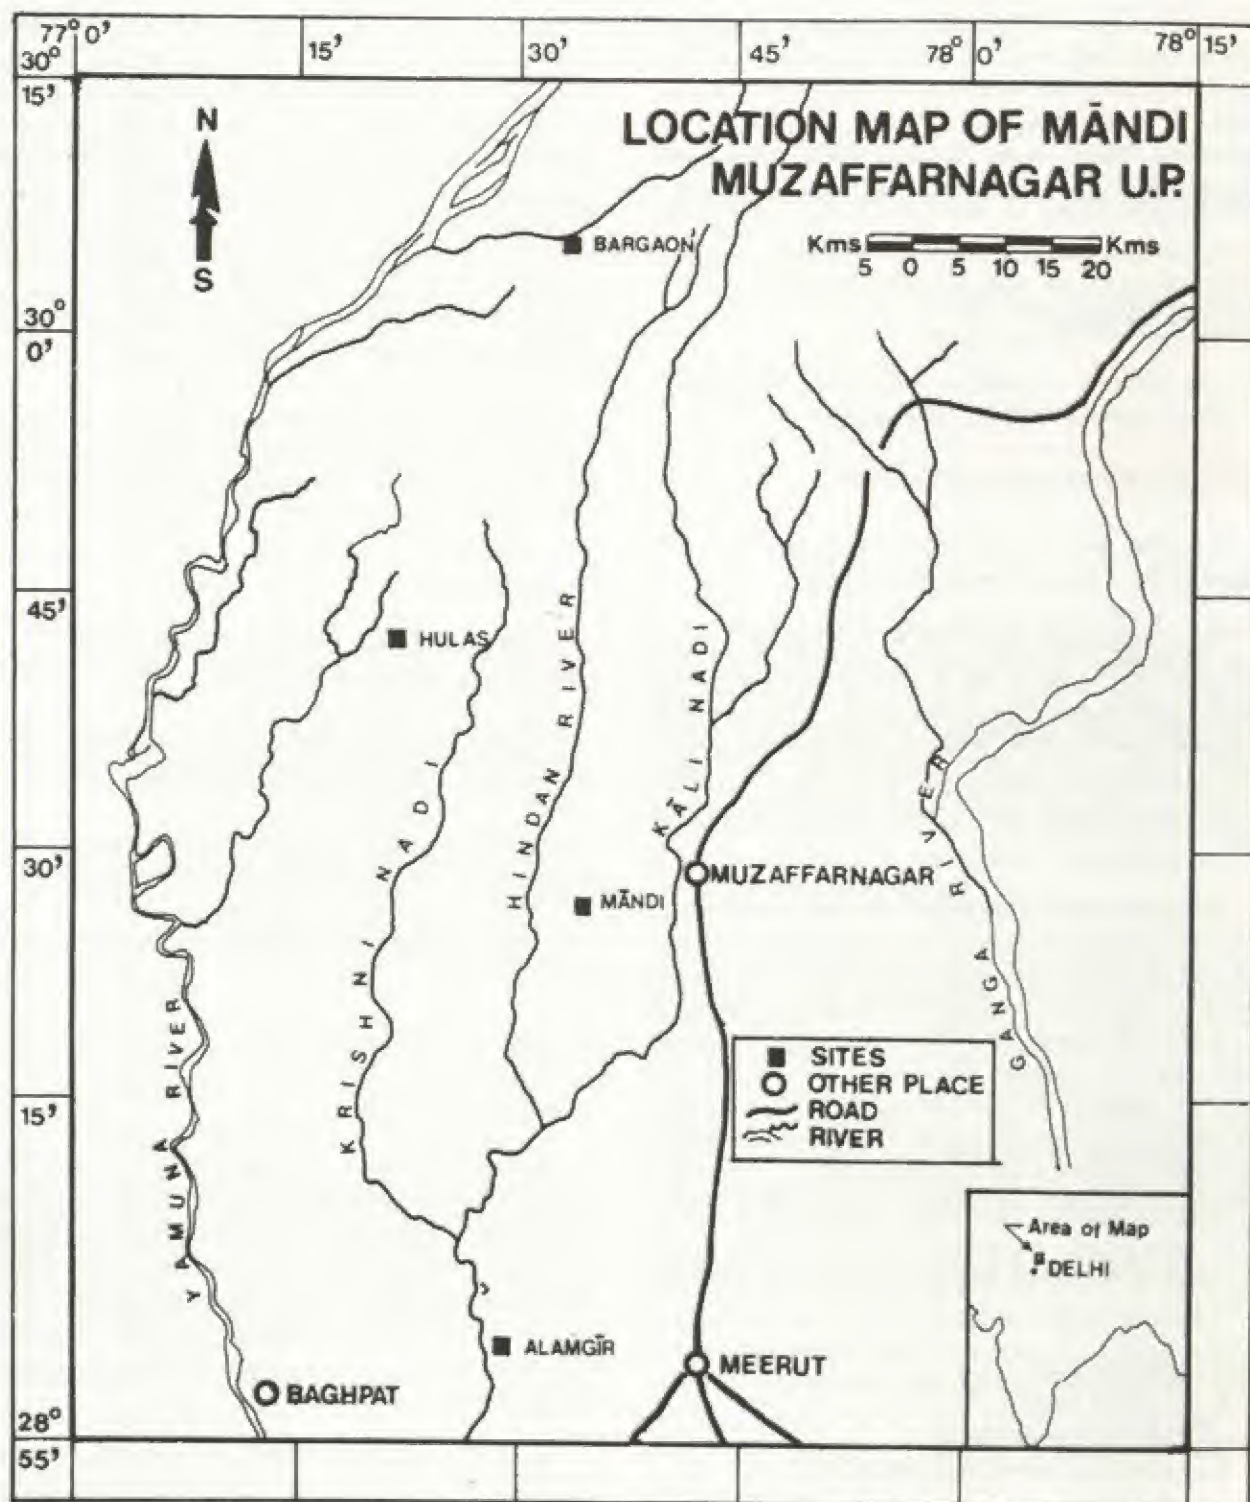 77° 0’ 15’ 30’ 45’ 78° 0’ 78° 15’
30°
15’
N
S
LOCATION MAP OF MĀNDI
MUZAFFARNAGAR U.P.
Kms Kms
5 0 5 10 15 20
BARGAON
30°
0’
45’
HULAS
HINDAN RIVER
KĀLI NADI
KRISHNI NADI
30’
MUZAFFARNAGAR
MĀNDI
GANGA RIVER
YAMUNA RIVER
15’
SITES
OTHER PLACE
ROAD
RIVER
Area of Map
DELHI
ALAMGĪR
MEERUT
BAGHPAT
28°
55’